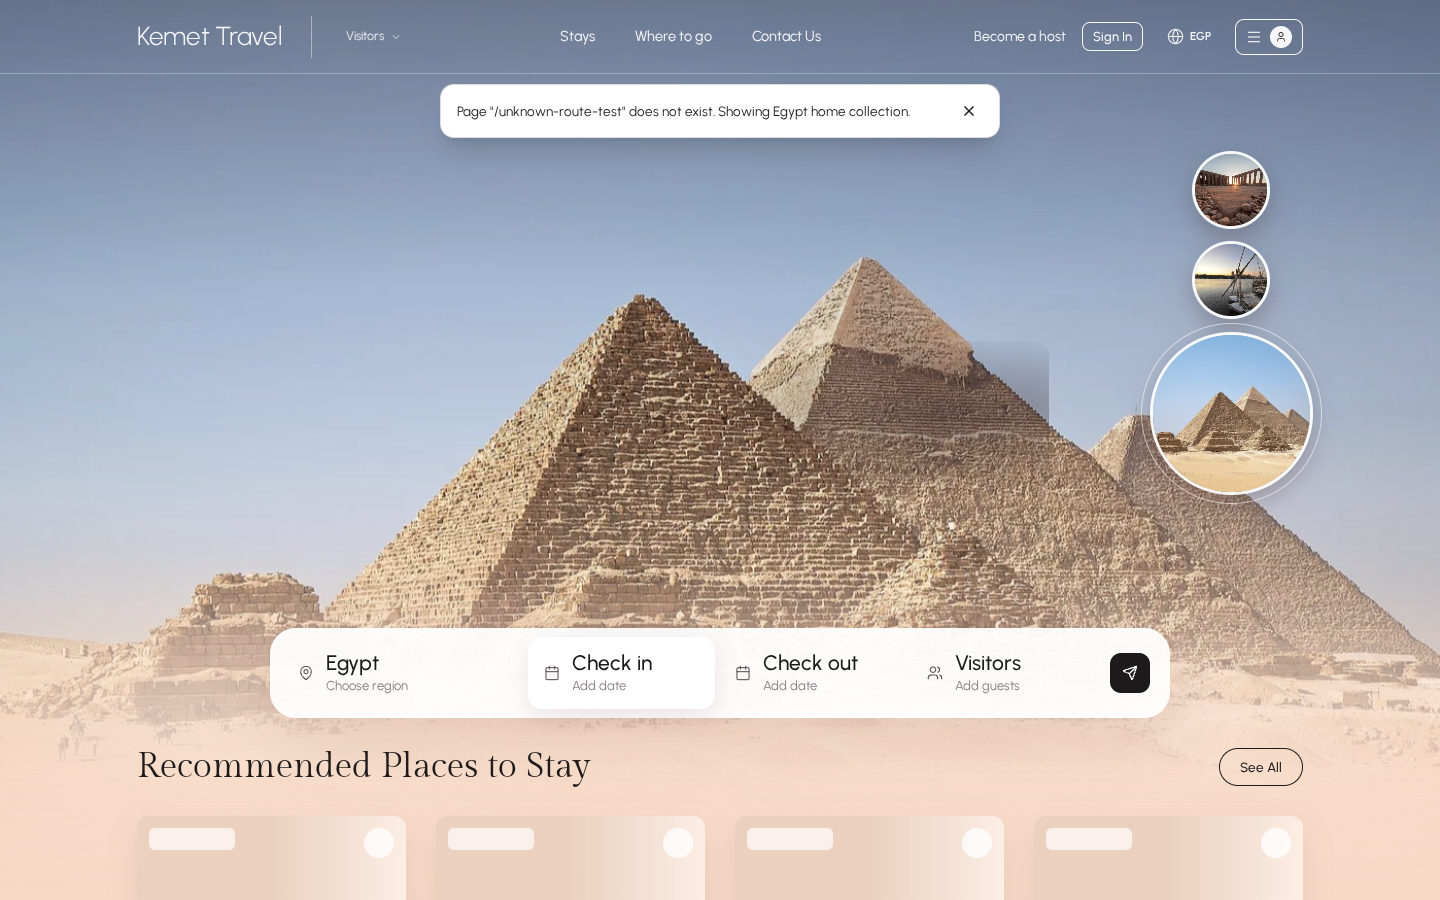 Kemet Travel
Visitors
Stays
Where to go
Contact Us
Become a host
Sign In
EGP
Page "/unknown-route-test" does not exist. Showing Egypt home collection.
Egypt
Choose region
Check in
Add date
Check out
Add date
Visitors
Add guests
Recommended Places to Stay
See All